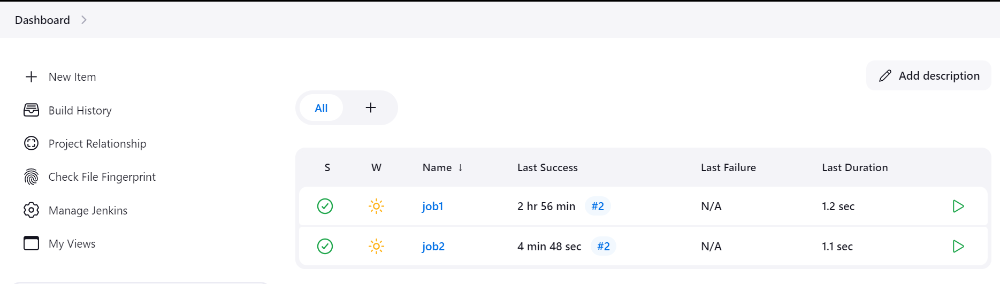 Dashboard
New Item
Build History
Project Relationship
Check File Fingerprint
Manage Jenkins
My Views
Add description
All
S W Name ↓ Last Success Last Failure Last Duration
job1 2 hr 56 min #2 N/A 1.2 sec
job2 4 min 48 sec #2 N/A 1.1 sec